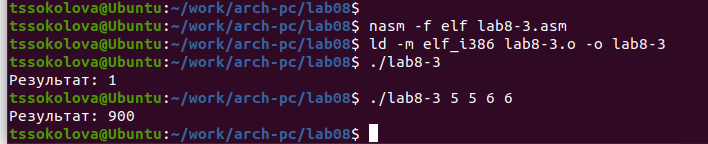 tssokolova@Ubuntu:~/work/arch-pc/lab08$
tssokolova@Ubuntu:~/work/arch-pc/lab08$ nasm -f elf lab8-3.asm
tssokolova@Ubuntu:~/work/arch-pc/lab08$ ld -m elf_i386 lab8-3.o -o lab8-3
tssokolova@Ubuntu:~/work/arch-pc/lab08$ ./lab8-3
Результат: 1
tssokolova@Ubuntu:~/work/arch-pc/lab08$ ./lab8-3 5 5 6 6
Результат: 900
tssokolova@Ubuntu:~/work/arch-pc/lab08$